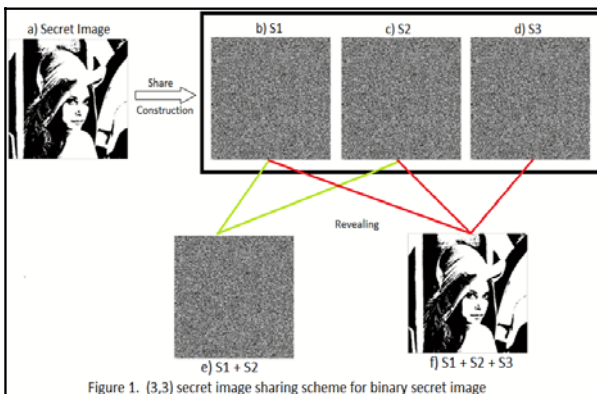 a) Secret Image
b) S1
c) S2
d) S3
Share
Construction
Revealing
e) S1 + S2
f) S1 + S2 + S3
Figure 1. (3,3) secret image sharing scheme for binary secret image